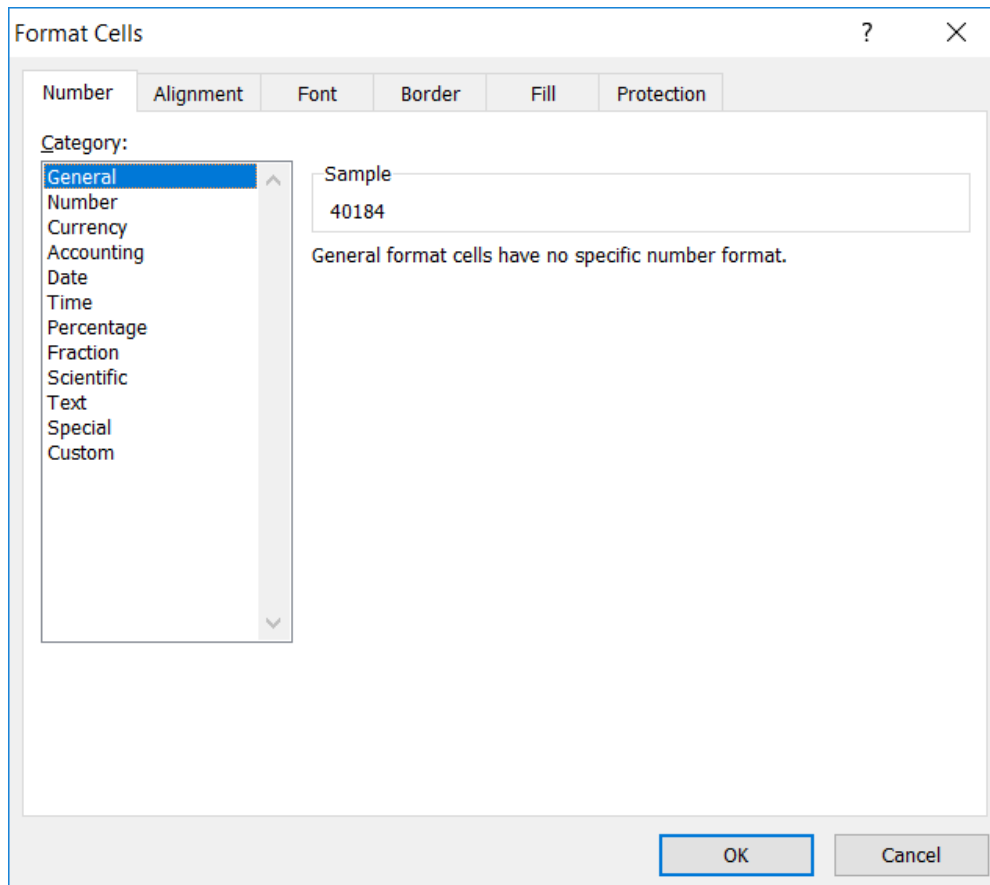 Format Cells ? ×
Number Alignment Font Border Fill Protection
Category:
General
Number
Currency
Accounting
Date
Time
Percentage
Fraction
Scientific
Text
Special
Custom
Sample
40184
General format cells have no specific number format.
OK Cancel